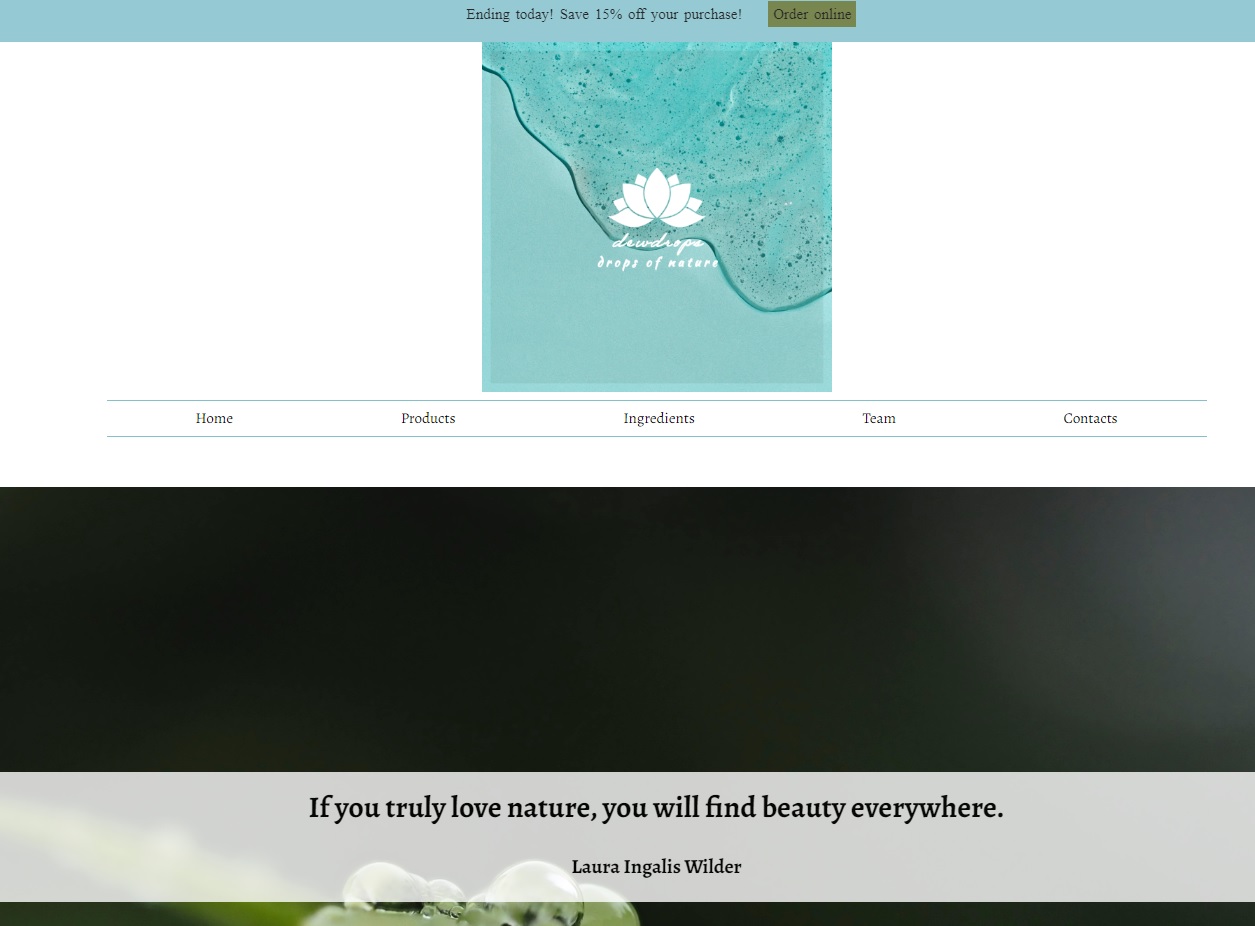 Ending today! Save 15% off your purchase! Order online
dewdrops
drops of nature
Home Products Ingredients Team Contacts
If you truly love nature, you will find beauty everywhere.
Laura Ingalis Wilder